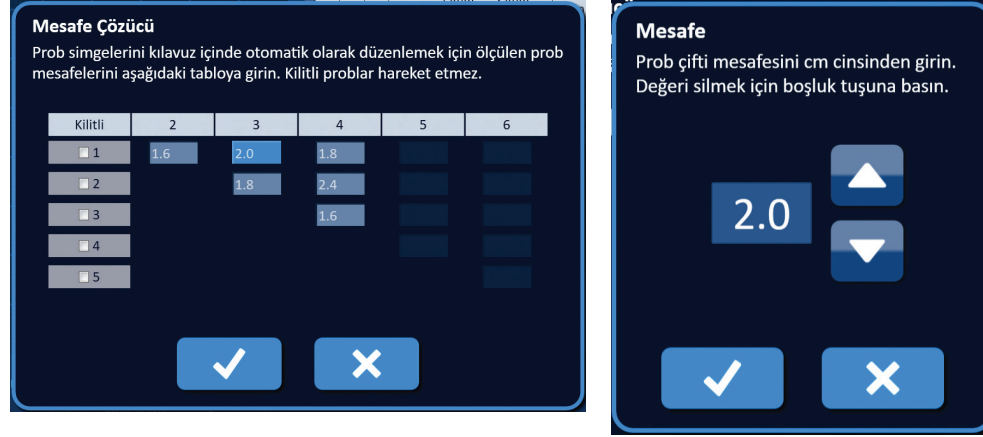 Mesafe Çözücü
Prob simgelerini kılavuz içinde otomatik olarak düzenlemek için ölçülen prob
mesafelerini aşağıdaki tabloya girin. Kilitli problar hareket etmez.
Kilitli 2 3 4 5 6
1 1.6 2.0 1.8
2 1.8 2.4
3 1.6
4
5
Mesafe
Prob çifti mesafesini cm cinsinden girin.
Değeri silmek için boşluk tuşuna basın.
2.0